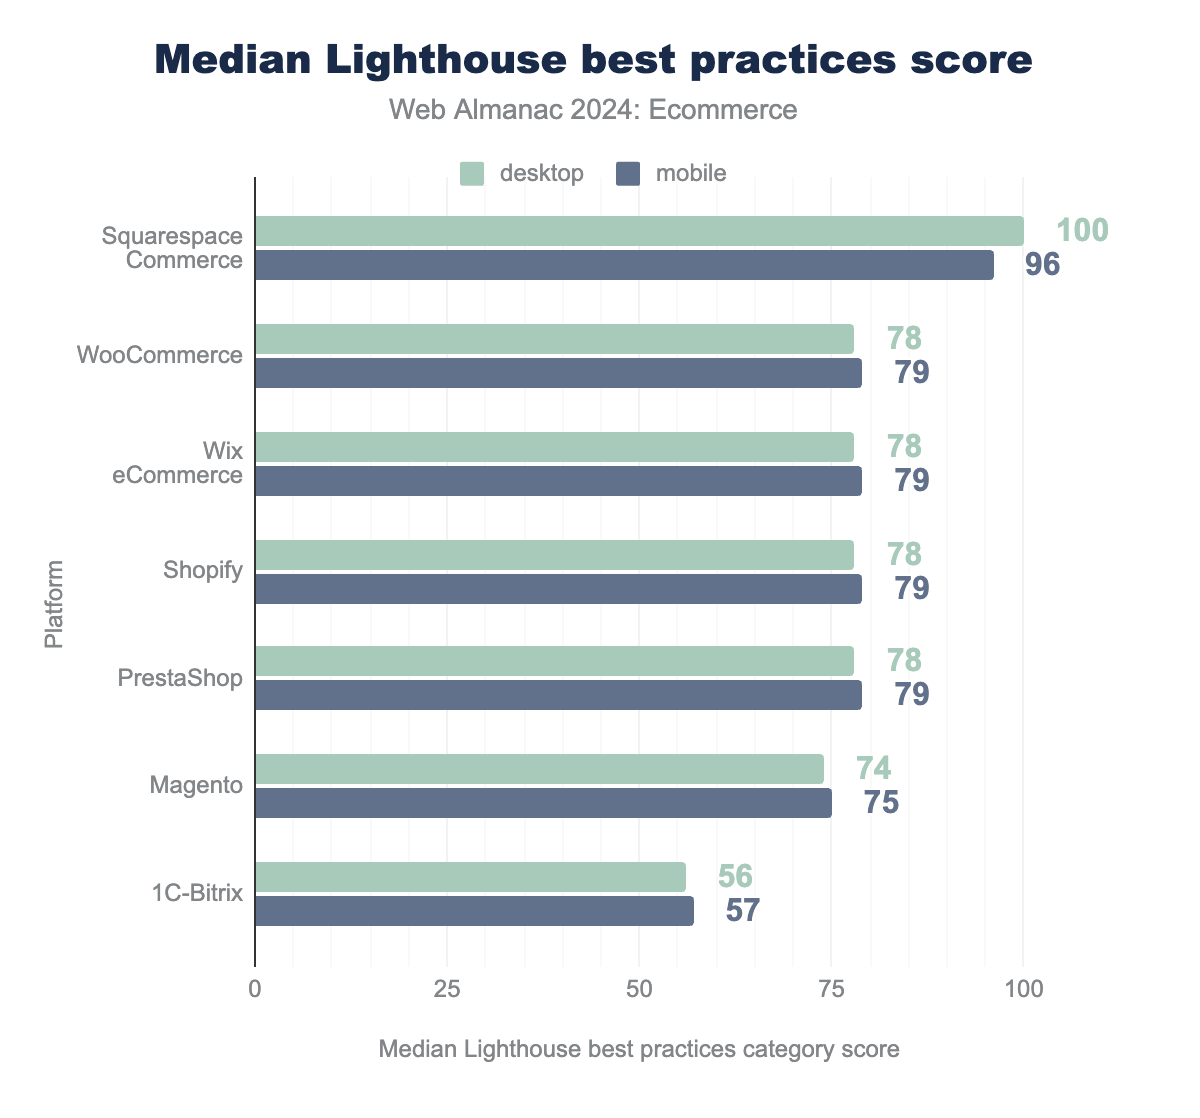 Median Lighthouse best practices score
Web Almanac 2024: Ecommerce
desktop
mobile
Squarespace
Commerce
100
96
WooCommerce
78
79
Wix
eCommerce
78
79
Shopify
78
79
PrestaShop
78
79
Magento
74
75
1C-Bitrix
56
57
Platform
0
25
50
75
100
Median Lighthouse best practices category score